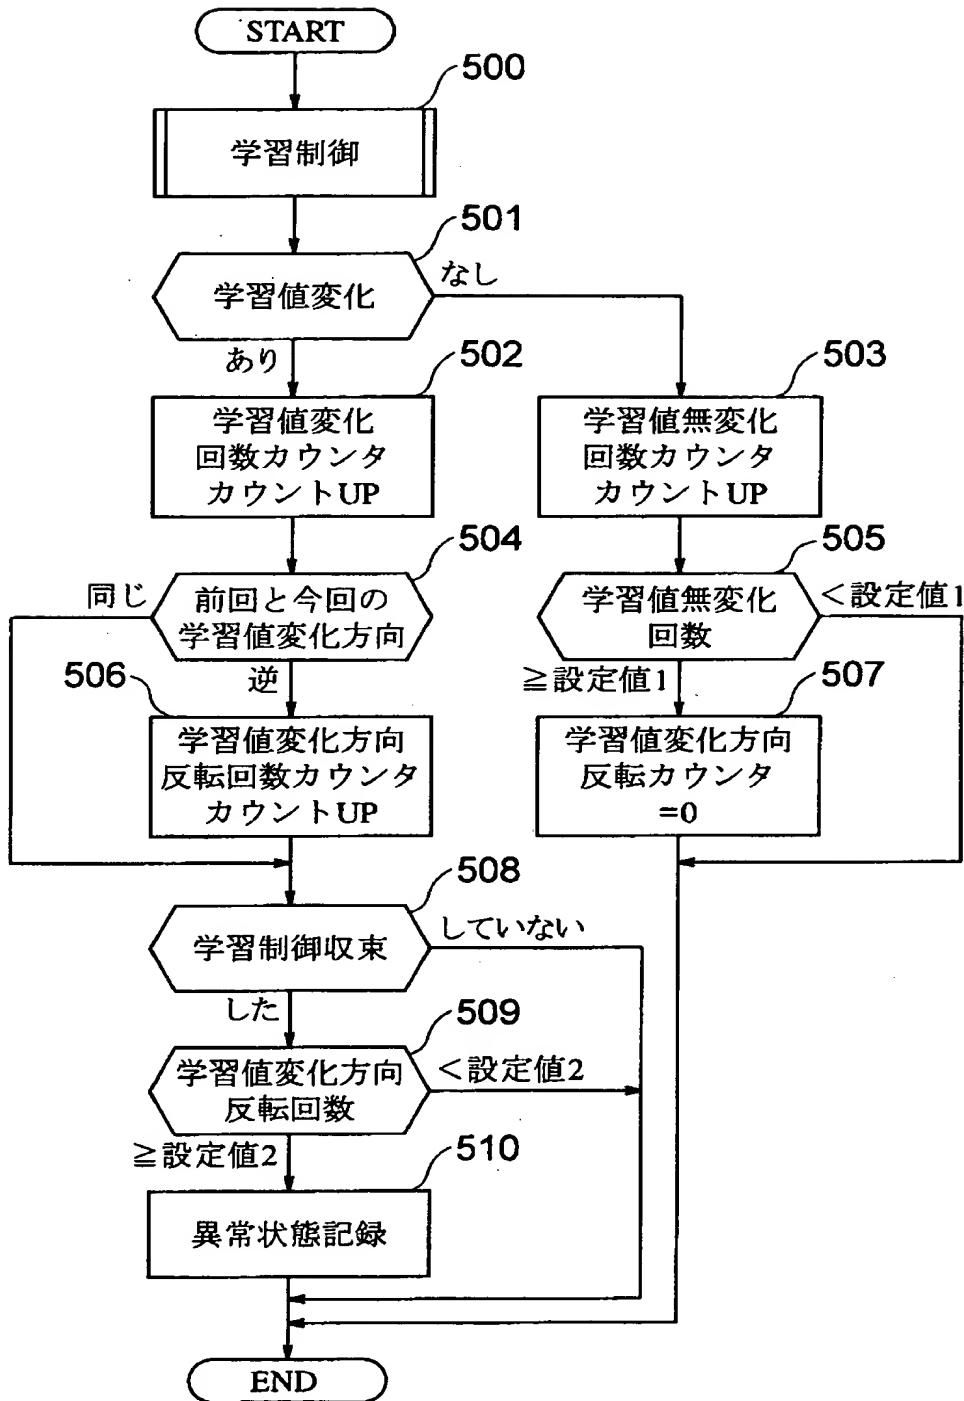 START
500
学習制御
501
学習値変化
なし
あり
502
学習値変化
回数カウンタ
カウントUP
503
学習値無変化
回数カウンタ
カウントUP
504
同じ
前回と今回の
学習値変化方向
逆
505
学習値無変化
回数
<設定値1
≧設定値1
506
学習値変化方向
反転回数カウンタ
カウントUP
507
学習値変化方向
反転カウンタ
=0
508
学習制御収束
していない
した
509
学習値変化方向
反転回数
<設定値2
≧設定値2
510
異常状態記録
END